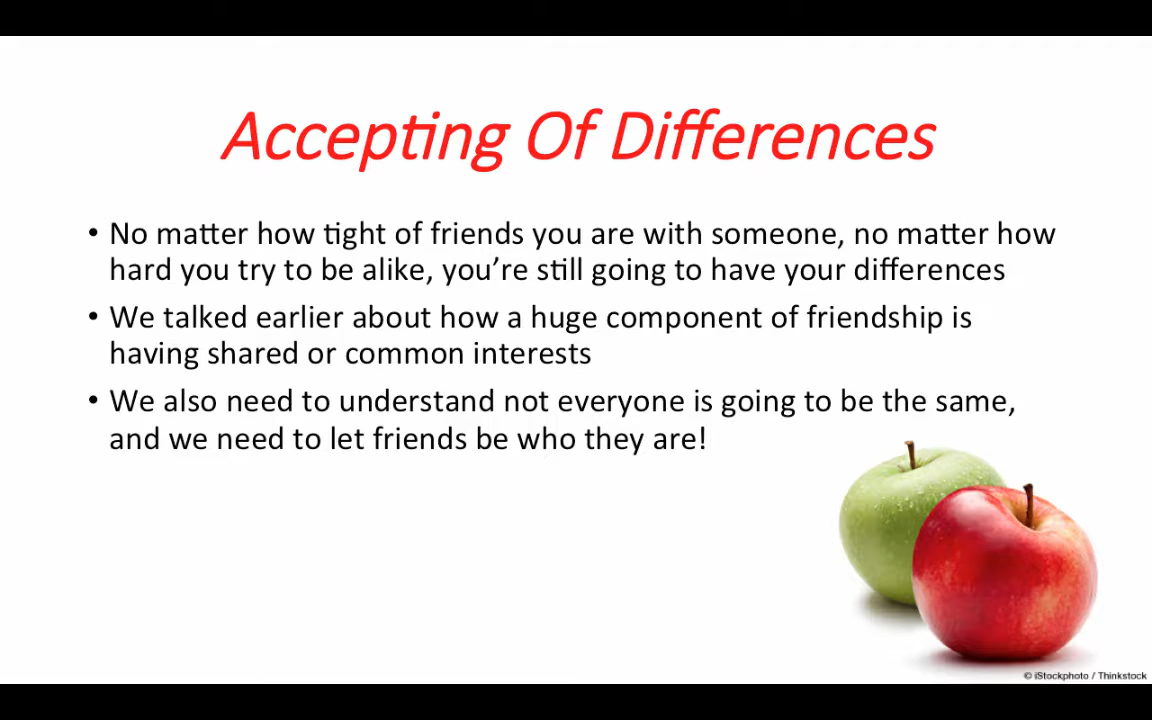 Accepting Of Differences
• No matter how tight of friends you are with someone, no matter how
hard you try to be alike, you’re still going to have your differences
• We talked earlier about how a huge component of friendship is
having shared or common interests
• We also need to understand not everyone is going to be the same,
and we need to let friends be who they are!
© iStockphoto / Thinkstock